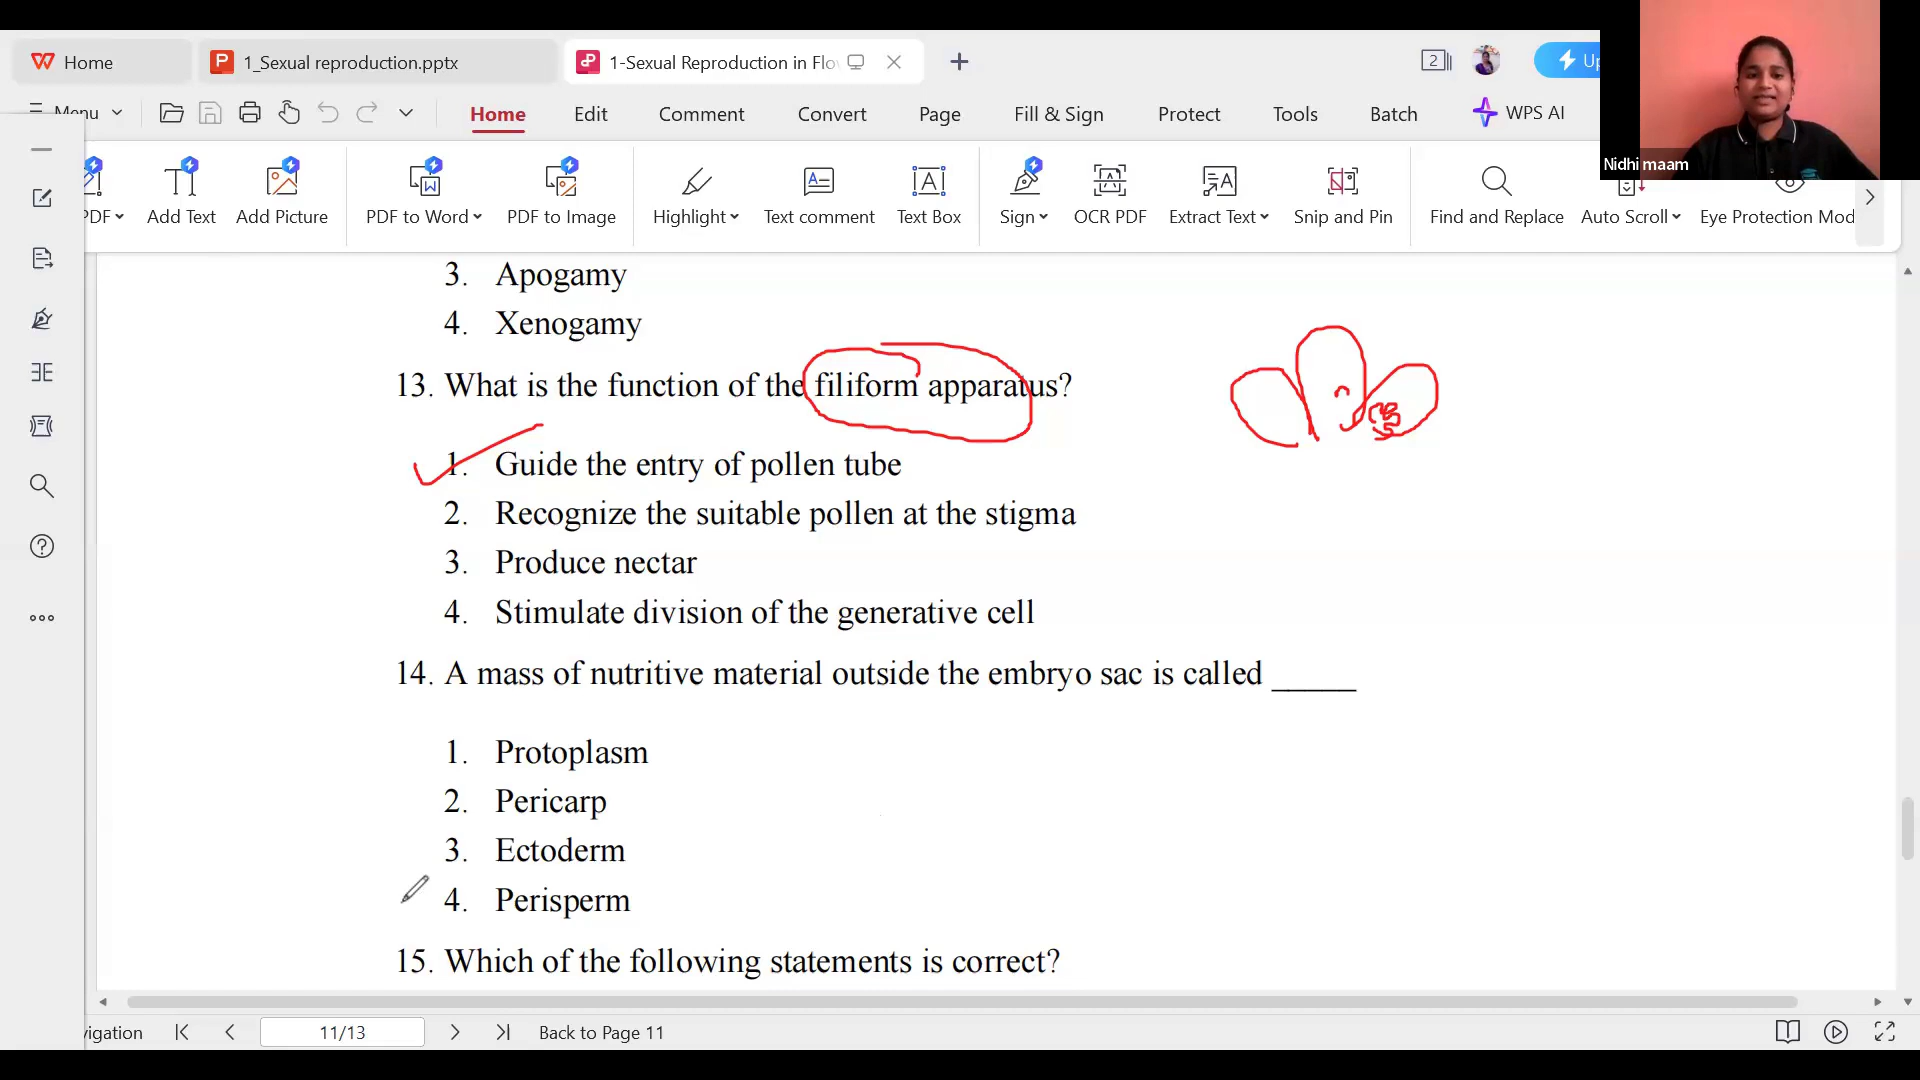 Home
1_Sexual reproduction.pptx
1-Sexual Reproduction in Flo
2
Menu
Home
Edit
Comment
Convert
Page
Fill & Sign
Protect
Tools
Batch
WPS AI
Nidhi maam
PDF
Add Text
Add Picture
PDF to Word
PDF to Image
Highlight
Text comment
Text Box
Sign
OCR PDF
Extract Text
Snip and Pin
Find and Replace
Auto Scroll
Eye Protection Mod
3. Apogamy
4. Xenogamy
13. What is the function of the filiform apparatus?
1. Guide the entry of pollen tube
2. Recognize the suitable pollen at the stigma
3. Produce nectar
4. Stimulate division of the generative cell
14. A mass of nutritive material outside the embryo sac is called _____
1. Protoplasm
2. Pericarp
3. Ectoderm
4. Perisperm
15. Which of the following statements is correct?
vigation
11/13
Back to Page 11